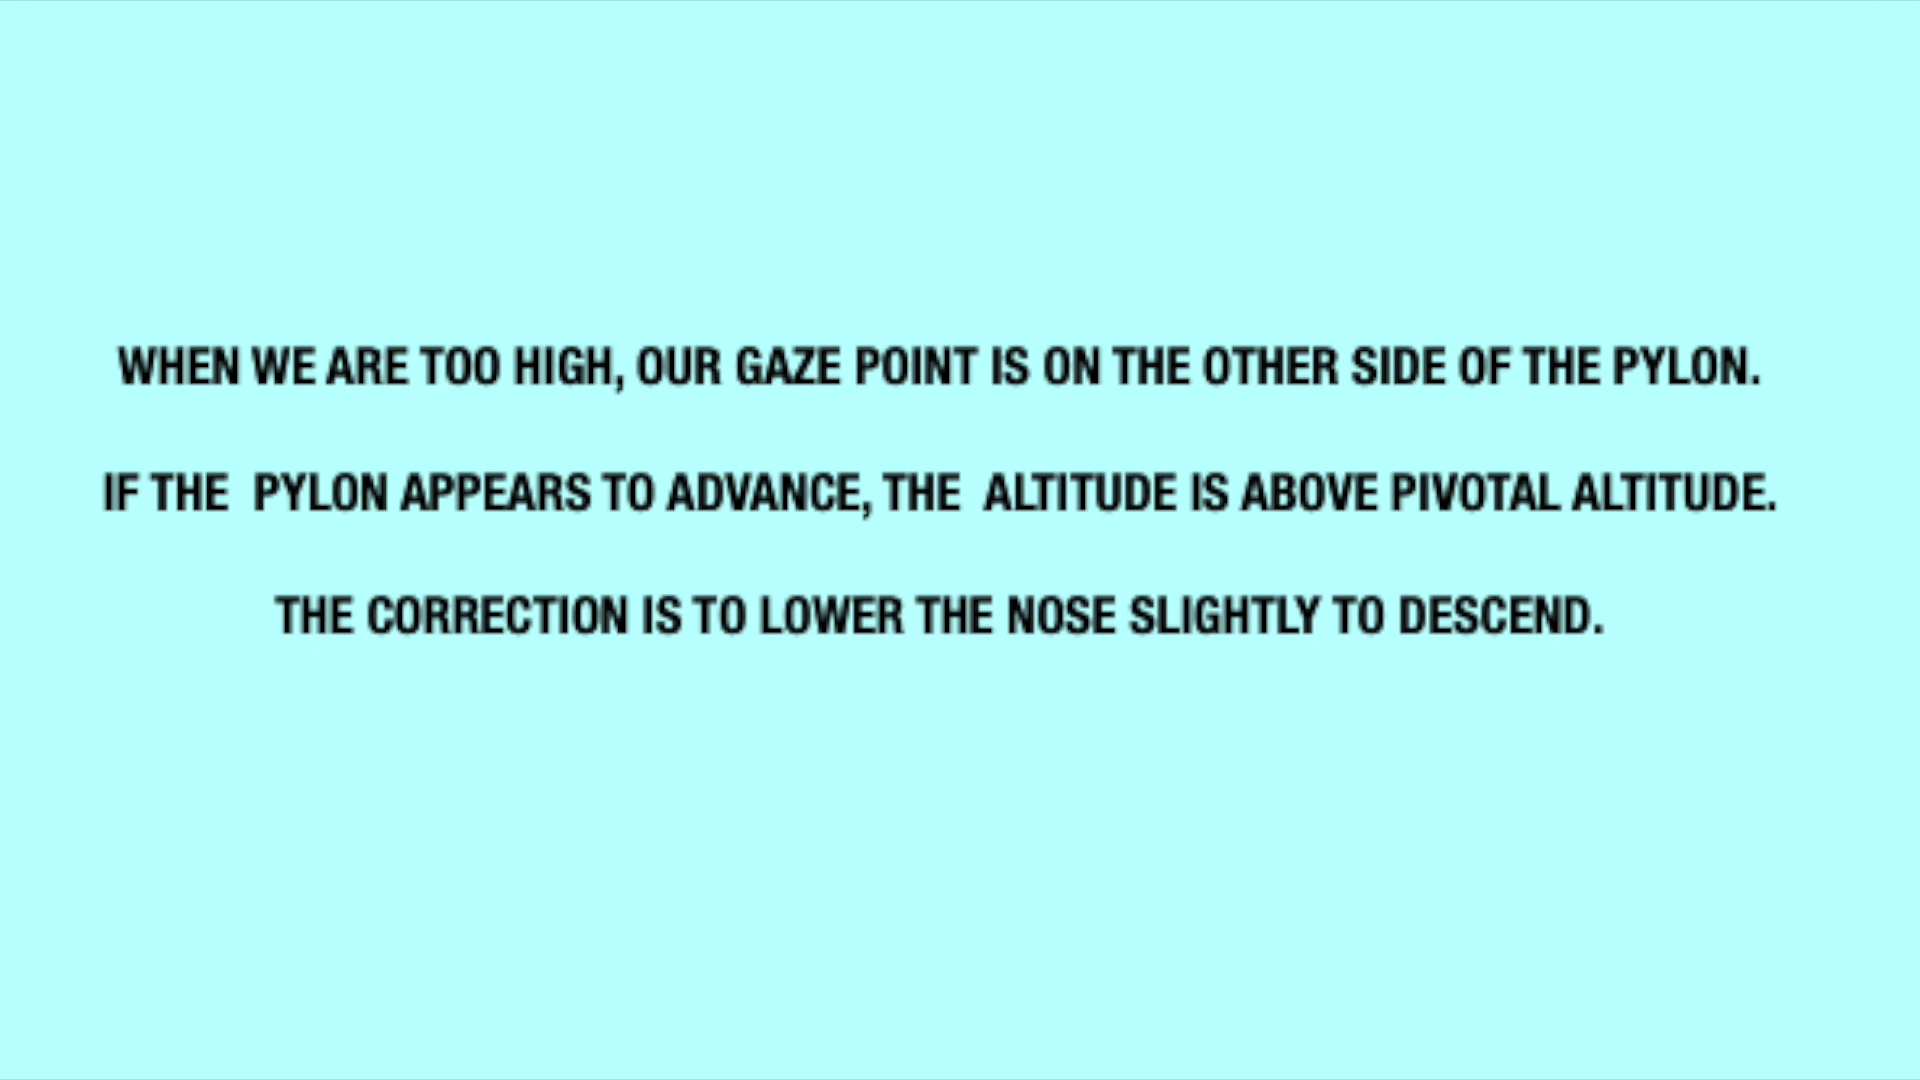 WHEN WE ARE TOO HIGH, OUR GAZE POINT IS ON THE OTHER SIDE OF THE PYLON.
IF THE  PYLON APPEARS TO ADVANCE, THE  ALTITUDE IS ABOVE PIVOTAL ALTITUDE.
THE CORRECTION IS TO LOWER THE NOSE SLIGHTLY TO DESCEND.